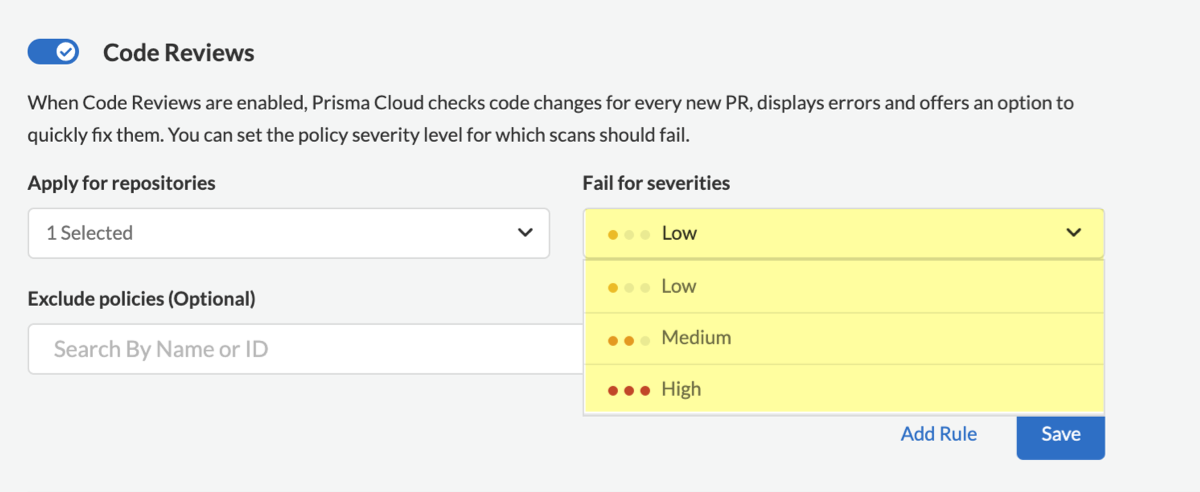 Code Reviews
When Code Reviews are enabled, Prisma Cloud checks code changes for every new PR, displays errors and offers an option to
quickly fix them. You can set the policy severity level for which scans should fail.
Apply for repositories
Fail for severities
1 Selected
Low
Low
Exclude policies (Optional)
Medium
Search By Name or ID
High
Add Rule
Save